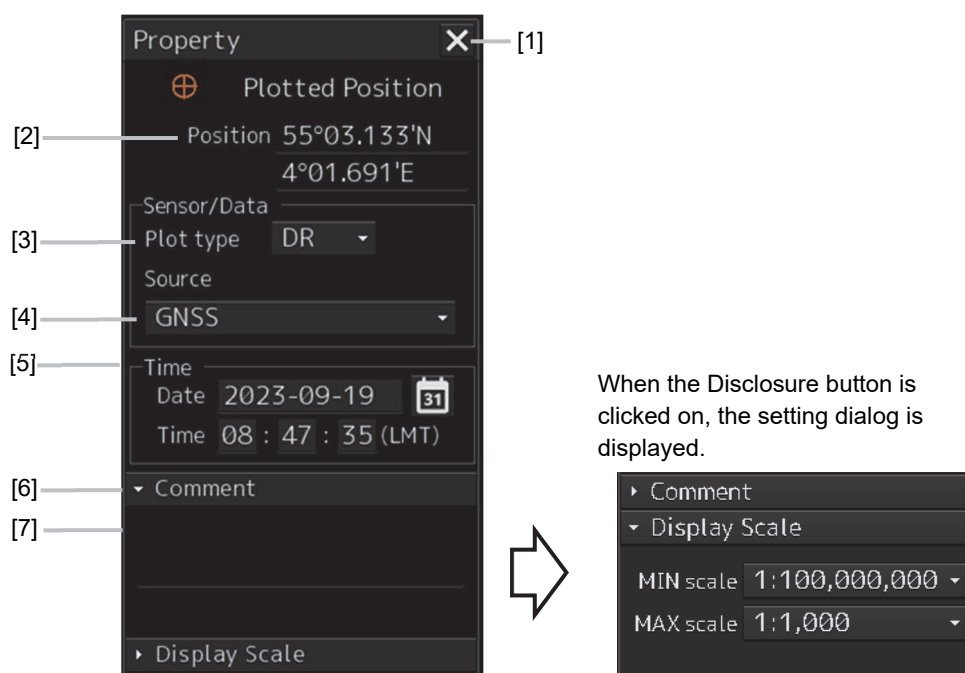 Property
[1]
Plotted Position
[2]
Position 55°03.133'N
4°01.691'E
Sensor/Data
[3]
Plot type DR
Source
[4]
GNSS
[5]
Time
Date 2023-09-19
31
Time 08 : 47 : 35 (LMT)
[6]
Comment
[7]
Display Scale
When the Disclosure button is
clicked on, the setting dialog is
displayed.
Comment
Display Scale
MIN scale 1:100,000,000
MAX scale 1:1,000